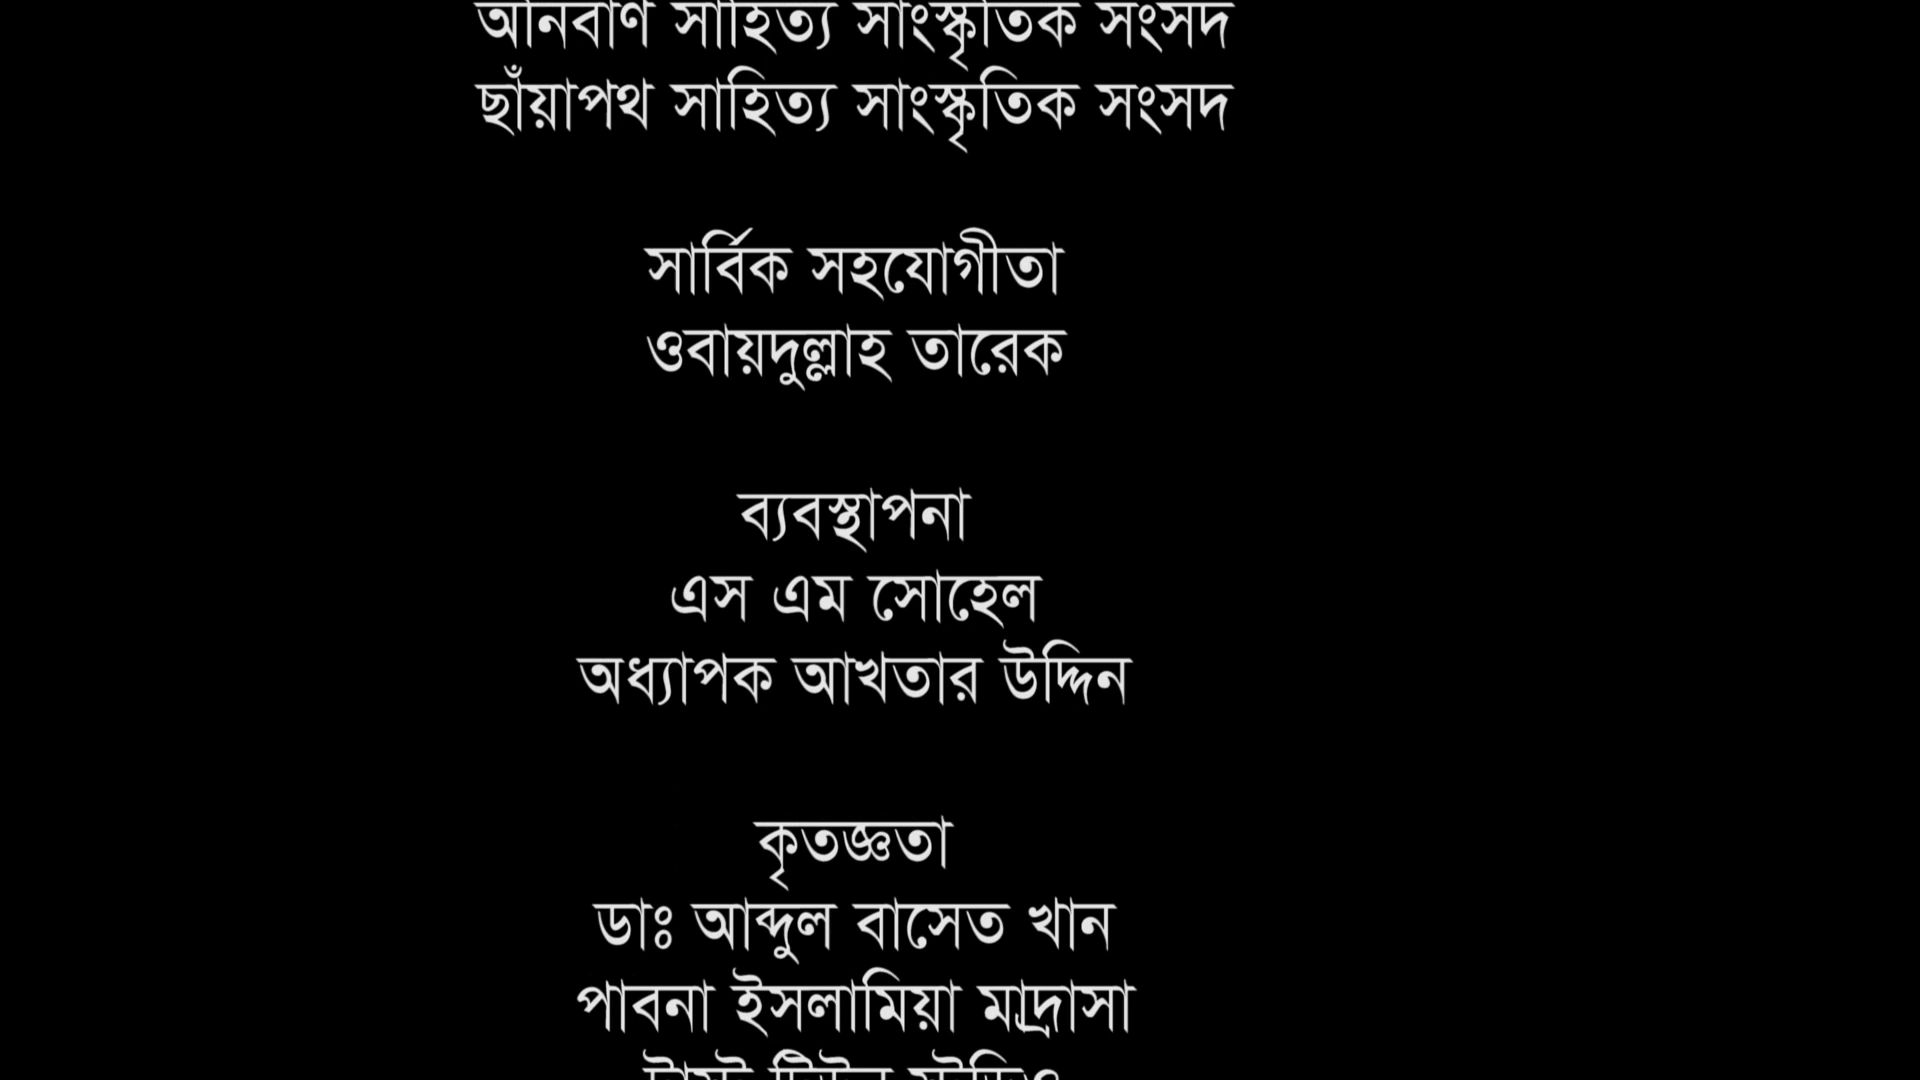 অনির্বাণ সাহিত্য সাংস্কৃতিক সংসদ
ছাঁয়াপথ সাহিত্য সাংস্কৃতিক সংসদ
সার্বিক সহযোগীতা
ওবায়দুল্লাহ তারেক
ব্যবস্থাপনা
এস এম সোহেল
অধ্যাপক আখতার উদ্দিন
কৃতজ্ঞতা
ডাঃ আব্দুল বাসেত খান
পাবনা ইসলামিয়া মাদ্রাসা